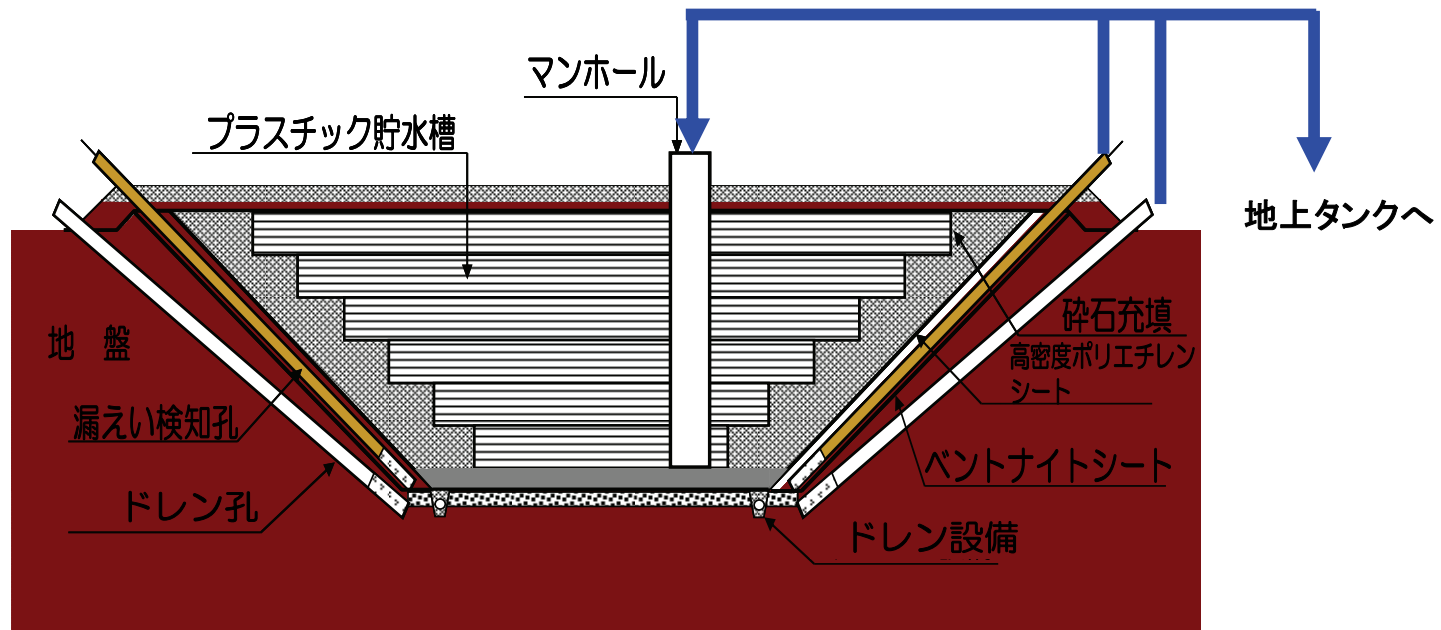 マンホール
プラスチック貯水槽
地上タンクへ
砕石充填
地 盤
高密度ポリエチレン
シート
漏えい検知孔
ベントナイトシート
ドレン孔
ドレン設備